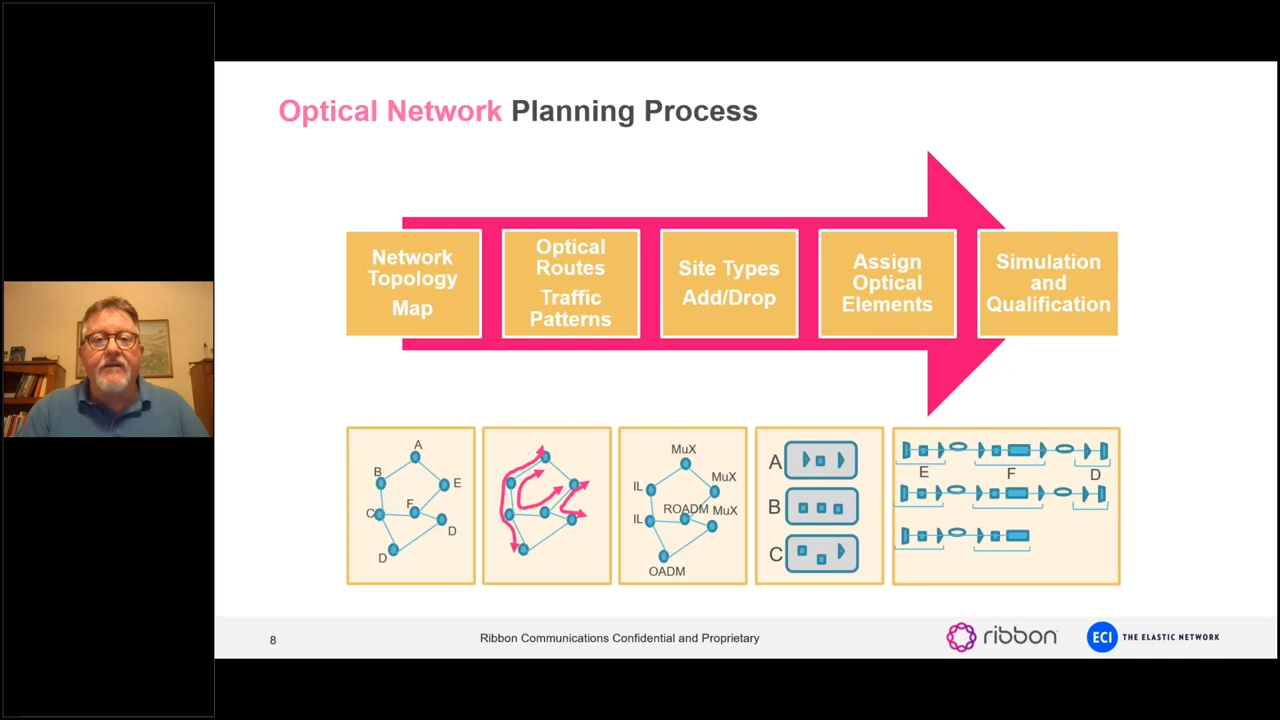 Optical Network Planning Process
Network
Topology
Map
Optical
Routes
Traffic
Patterns
Site Types
Add/Drop
Assign
Optical
Elements
Simulation
and
Qualification
A
B
E
F
C
D
D
MuX
MuX
IL
ROADM
MuX
IL
OADM
A
B
C
E
F
D
8
Ribbon Communications Confidential and Proprietary
ribbon
ECI THE ELASTIC NETWORK